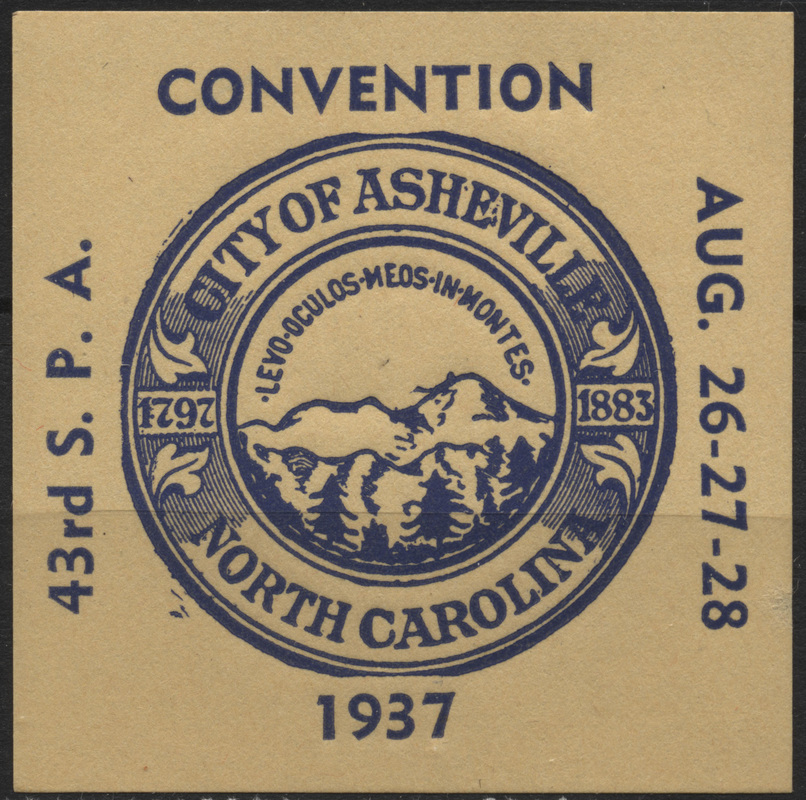 CONVENTION
43rd S. P. A.
AUG. 26-27-28
CITY OF ASHEVILLE
·LEVO·OCULOS·MEOS·IN·MONTES·
1797
1883
NORTH CAROLINA
1937